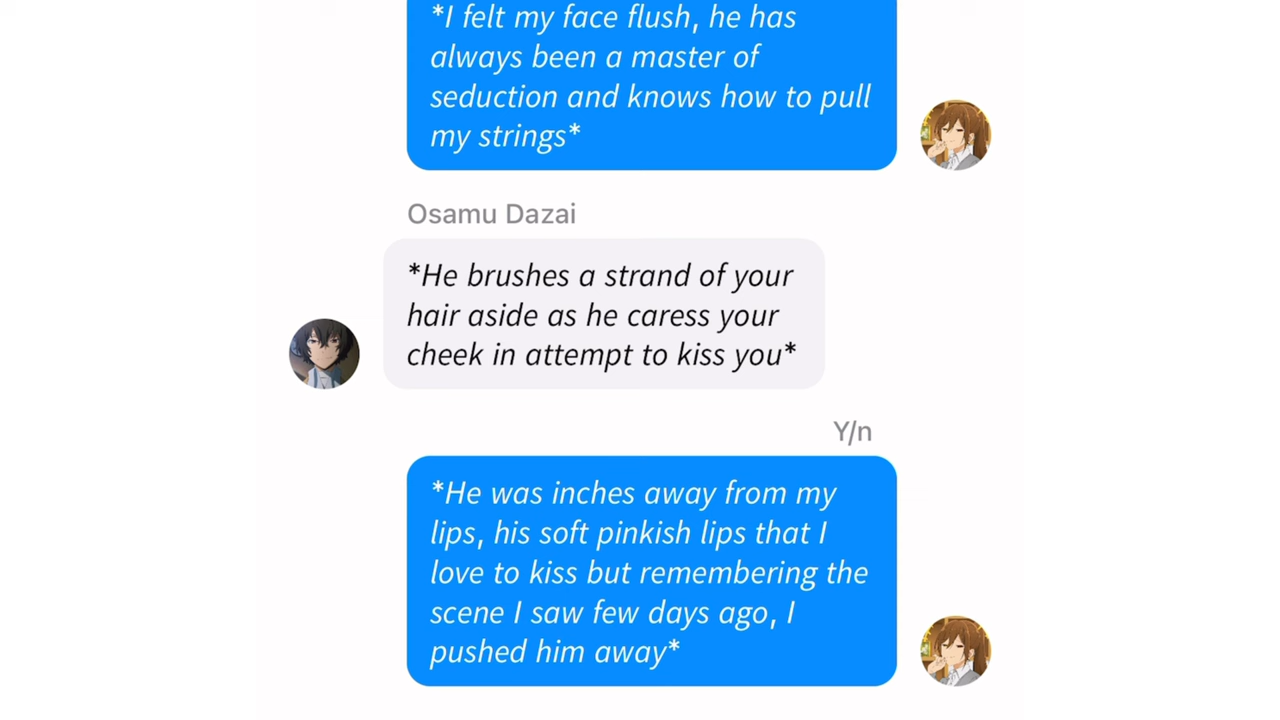 *I felt my face flush, he has
always been a master of
seduction and knows how to pull
my strings*
Osamu Dazai
*He brushes a strand of your
hair aside as he caress your
cheek in attempt to kiss you*
Y/n
*He was inches away from my
lips, his soft pinkish lips that I
love to kiss but remembering the
scene I saw few days ago, I
pushed him away*